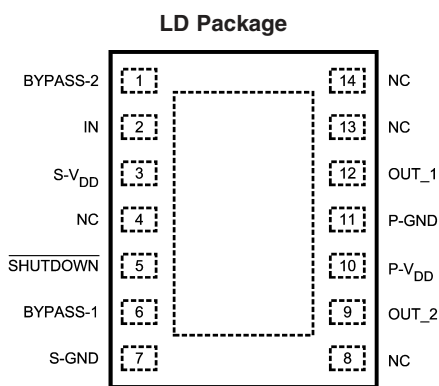 LD Package
BYPASS-2 1 14 NC
IN 2 13 NC
S-VDD 3 12 OUT_1
NC 4 11 P-GND
SHUTDOWN 5 10 P-VDD
BYPASS-1 6 9 OUT_2
S-GND 7 8 NC